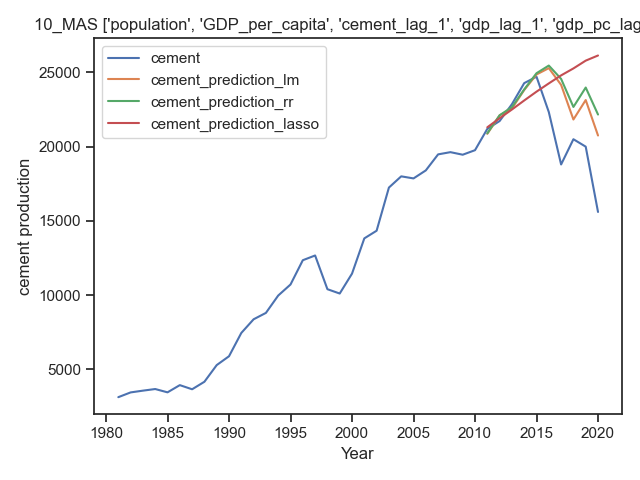 10_MAS ['population', 'GDP_per_capita', 'cement_lag_1', 'gdp_lag_1', 'gdp_pc_lag
cement
cement_prediction_lm
cement_prediction_rr
cement_prediction_lasso
25000
20000
15000
10000
5000
cement production
1980 1985 1990 1995 2000 2005 2010 2015 2020
Year